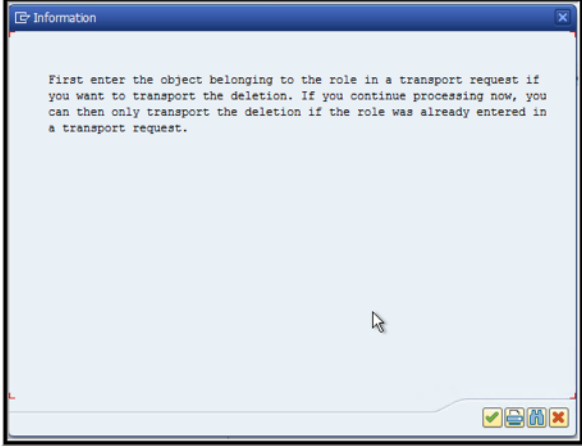 Information
First enter the object belonging to the role in a transport request if
you want to transport the deletion. If you continue processing now, you
can then only transport the deletion if the role was already entered in
a transport request.